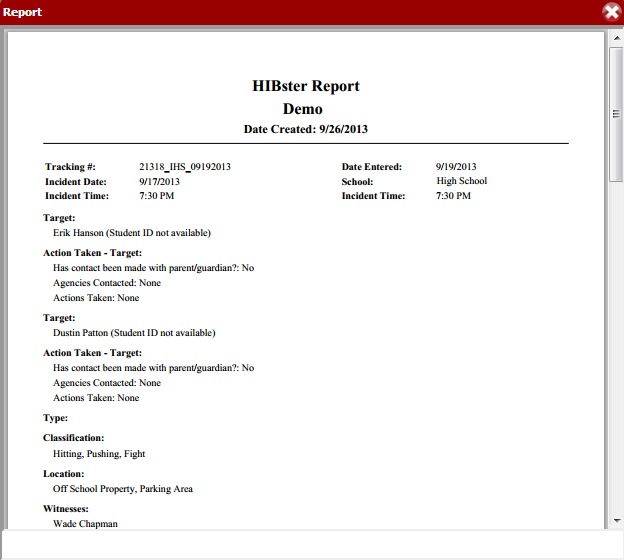 Report
HIBster Report
Demo
Date Created: 9/26/2013
Tracking #: 21318_IHS_09192013 Date Entered: 9/19/2013
Incident Date: 9/17/2013 School: High School
Incident Time: 7:30 PM Incident Time: 7:30 PM
Target:
Erik Hanson (Student ID not available)
Action Taken - Target:
Has contact been made with parent/guardian?: No
Agencies Contacted: None
Actions Taken: None
Target:
Dustin Patton (Student ID not available)
Action Taken - Target:
Has contact been made with parent/guardian?: No
Agencies Contacted: None
Actions Taken: None
Type:
Classification:
Hitting, Pushing, Fight
Location:
Off School Property, Parking Area
Witnesses:
Wade Chapman